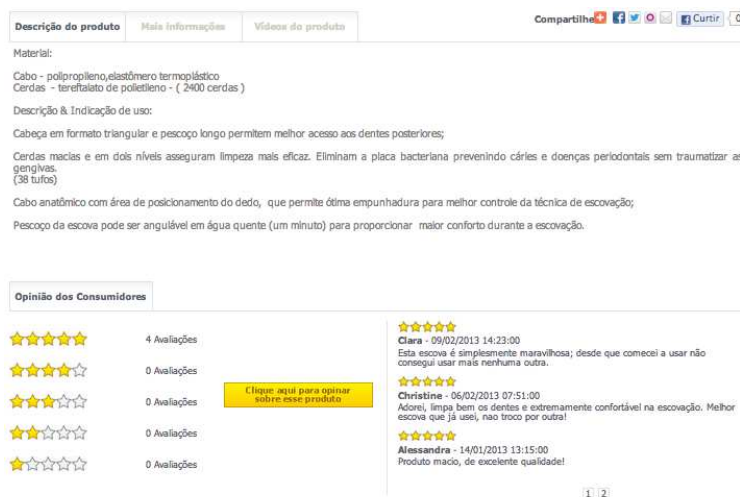 Descrição do produto
Mais informações
Vídeos do produto
Compartilhe
Curtir
0
Material:
Cabo - polipropileno,elastômero termoplástico
Cerdas - tereftalato de polietileno - ( 2400 cerdas )
Descrição & Indicação de uso:
Cabeça em formato triangular e pescoço longo permitem melhor acesso aos dentes posteriores;
Cerdas macias e em dois níveis asseguram limpeza mais eficaz. Eliminam a placa bacteriana prevenindo cáries e doenças periodontais sem traumatizar as
gengivas.
(38 tufos)
Cabo anatômico com área de posicionamento do dedo, que permite ótima empunhadura para melhor controle da técnica de escovação;
Pescoço da escova pode ser angulável em água quente (um minuto) para proporcionar maior conforto durante a escovação.
Opinião dos Consumidores
4 Avaliações
0 Avaliações
0 Avaliações
0 Avaliações
0 Avaliações
Clique aqui para opinar
sobre esse produto
Clara - 09/02/2013 14:23:00
Esta escova é simplesmente maravilhosa; desde que comecei a usar não
consegui usar mais nenhuma outra.
Christine - 06/02/2013 07:51:00
Adorei, limpa bem os dentes e extremamente confortável na escovação. Melhor
escova que já usei, nao troco por outra!
Alessandra - 14/01/2013 13:15:00
Produto macio, de excelente qualidade!
1 2